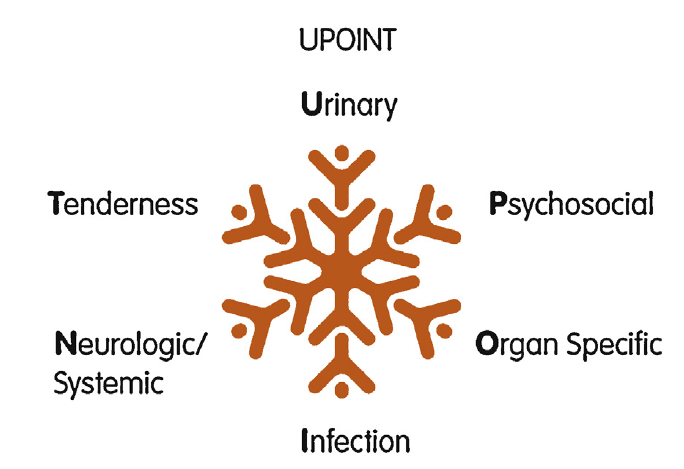 UPOINT
Urinary
Tenderness
Psychosocial
Neurologic/
Systemic
Organ Specific
Infection